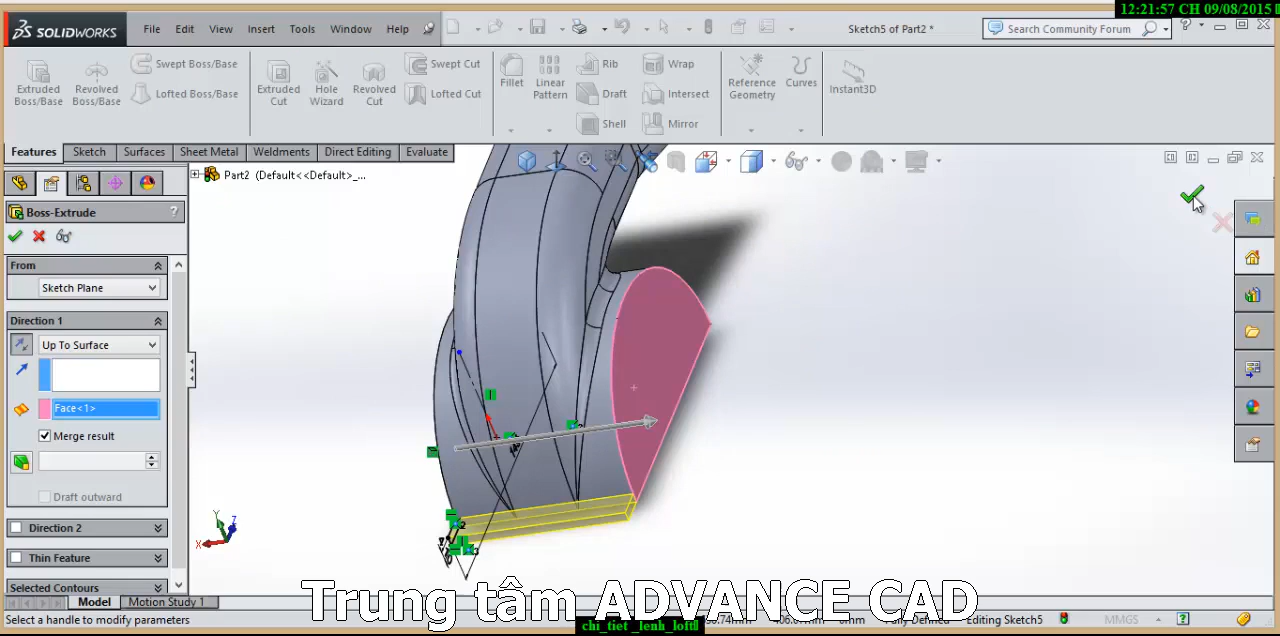 12:21:57 CH 09/08/2015
SOLIDWORKS File Edit View Insert Tools Window Help Sketch5 of Part2 * Search Community Forum ?
Extruded Boss/Base Revolved Boss/Base Swept Boss/Base Lofted Boss/Base Extruded Cut Hole Wizard Revolved Cut Swept Cut Lofted Cut Fillet Linear Pattern Rib Draft Shell Wrap Intersect Mirror Reference Geometry Curves Instant3D
Features Sketch Surfaces Sheet Metal Weldments Direct Editing Evaluate
Part2 (Default<<Default>_...
Boss-Extrude ?
From
Sketch Plane
Direction 1
Up To Surface
Face<1>
Merge result
Draft outward
Direction 2
Thin Feature
Selected Contours
Y
Z
X
Model Motion Study 1
Trung tâm ADVANCE CAD
Select a handle to modify parameters
Editing Sketch5 MMGS
chi_tiet _lenh_loft